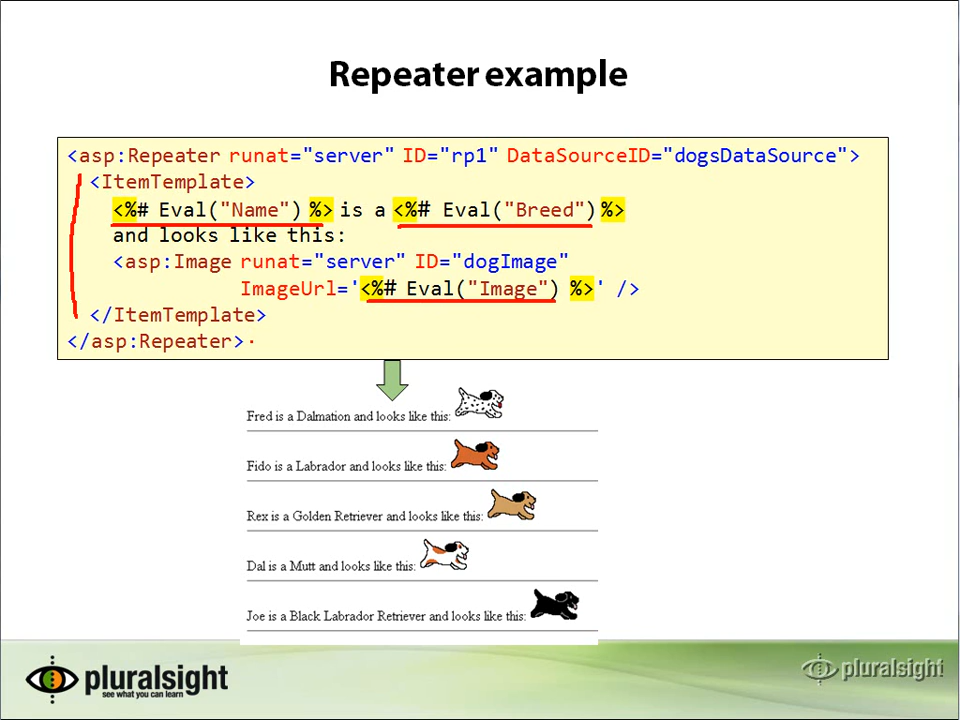 Repeater example
<asp:Repeater runat="server" ID="rp1" DataSourceID="dogsDataSource">
<ItemTemplate>
<%# Eval("Name") %> is a <%# Eval("Breed") %>
and looks like this:
<asp:Image runat="server" ID="dogImage"
ImageUrl='<%# Eval("Image") %>' />
</ItemTemplate>
</asp:Repeater>
Fred is a Dalmation and looks like this:
Fido is a Labrador and looks like this:
Rex is a Golden Retriever and looks like this:
Dal is a Mutt and looks like this:
Joe is a Black Labrador Retriever and looks like this:
pluralsight
see what you can learn
pluralsight